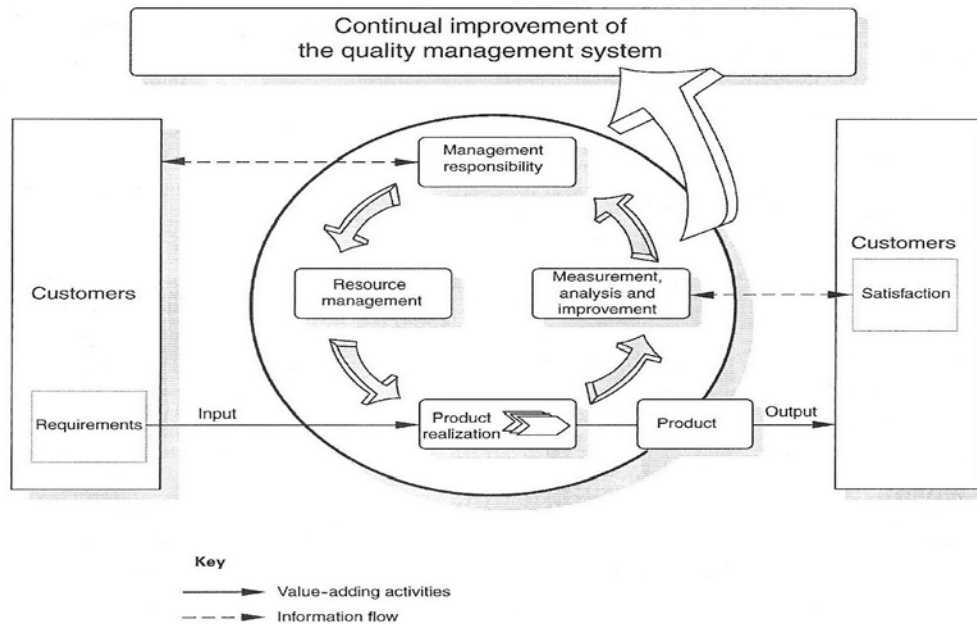 Continual improvement of
the quality management system
Management
responsibility
Customers
Resource
management
Measurement,
analysis and
improvement
Customers
Satisfaction
Requirements
Input
Product
realization
Product
Output
Key
Value-adding activities
Information flow